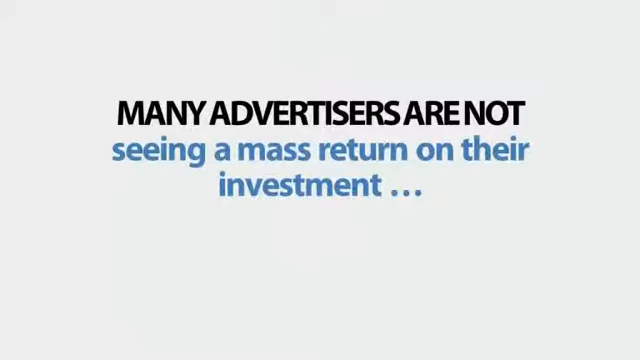 MANY ADVERTISERS ARE NOT
seeing a mass return on their
investment ...